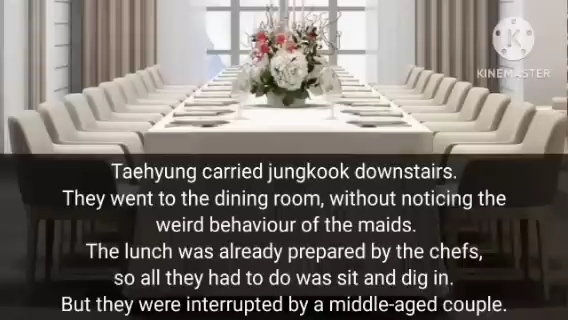 KINEMASTER
Taehyung carried jungkook downstairs.
They went to the dining room, without noticing the
weird behaviour of the maids.
The lunch was already prepared by the chefs,
so all they had to do was sit and dig in.
But they were interrupted by a middle-aged couple.